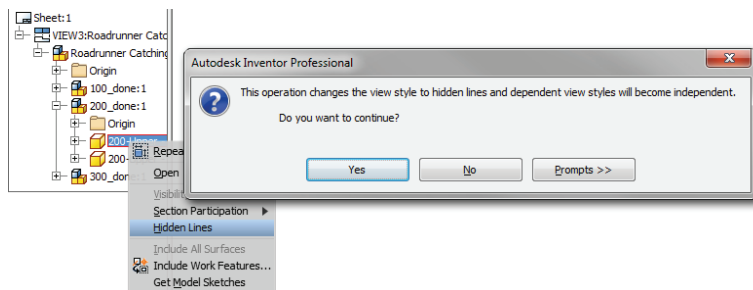 Sheet:1
VIEW3:Roadrunner Catc
Roadrunner Catching
Origin
100_done:1
200_done:1
Origin
200-
300_done:1
Repea
Open
Visibili
Section Participation
Hidden Lines
Include All Surfaces
Include Work Features...
Get Model Sketches
Autodesk Inventor Professional
This operation changes the view style to hidden lines and dependent view styles will become independent.
Do you want to continue?
Yes
No
Prompts >>